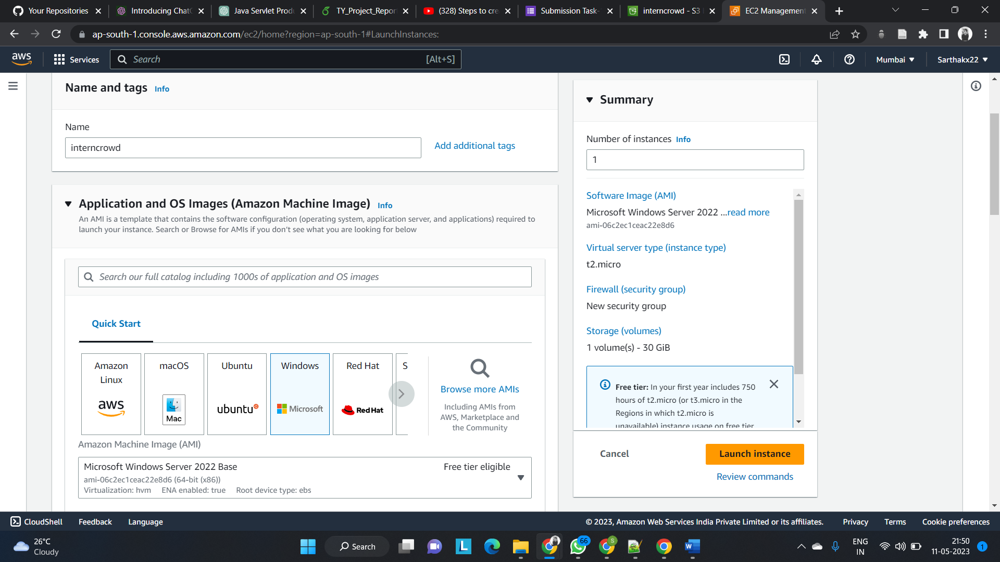 Your Repositories
Introducing ChatG
Java Servlet Produ
TY_Project_Repor
(328) Steps to cre
Submission Task-
interncrowd - S3
EC2 Management
ap-south-1.console.aws.amazon.com/ec2/home?region=ap-south-1#LaunchInstances:
aws
Services
Search
[Alt+S]
Mumbai
Sarthakx22
Name and tags Info
Name
interncrowd
Add additional tags
Application and OS Images (Amazon Machine Image) Info
An AMI is a template that contains the software configuration (operating system, application server, and applications) required to
launch your instance. Search or Browse for AMIs if you don't see what you are looking for below
Search our full catalog including 1000s of application and OS images
Quick Start
Amazon
Linux
aws
macOS
Mac
Ubuntu
ubuntu
Windows
Microsoft
Red Hat
Red Hat
S
Browse more AMIs
Including AMIs from
AWS, Marketplace and
the Community
Amazon Machine Image (AMI)
Microsoft Windows Server 2022 Base
Free tier eligible
ami-06c2ec1ceac22e8d6 (64-bit (x86))
Virtualization: hvm ENA enabled: true Root device type: ebs
Summary
Number of instances Info
1
Software Image (AMI)
Microsoft Windows Server 2022 ...read more
ami-06c2ec1ceac22e8d6
Virtual server type (instance type)
t2.micro
Firewall (security group)
New security group
Storage (volumes)
1 volume(s) - 30 GiB
Free tier: In your first year includes 750
hours of t2.micro (or t3.micro in the
Regions in which t2.micro is
unavailable) instance usage on free tier
Cancel
Launch instance
Review commands
CloudShell
Feedback
Language
© 2023, Amazon Web Services India Private Limited or its affiliates.
Privacy
Terms
Cookie preferences
26°C
Cloudy
Search
L
66
S
W
ENG
IN
21:50
11-05-2023
1